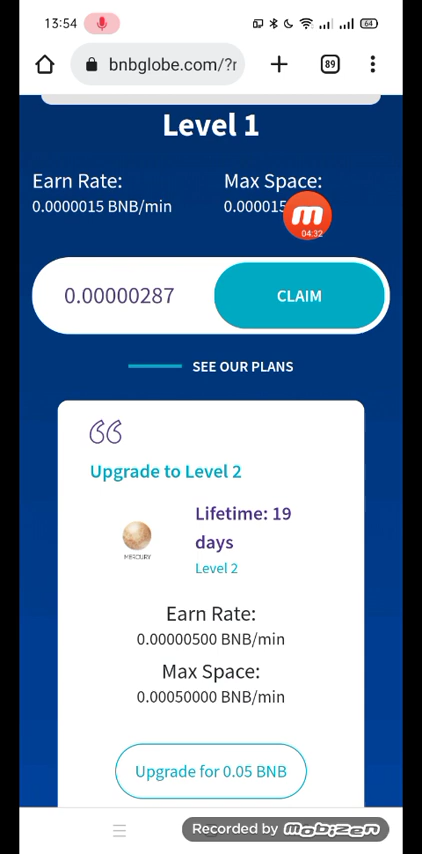 13:54
64
bnbglobe.com/?r
89
Level 1
Earn Rate:
Max Space:
0.0000015 BNB/min
0.000015
m
04:32
0.00000287
CLAIM
SEE OUR PLANS
Upgrade to Level 2
Lifetime: 19
days
MERCURY
Level 2
Earn Rate:
0.00000500 BNB/min
Max Space:
0.00050000 BNB/min
Upgrade for 0.05 BNB
Recorded by mobizen